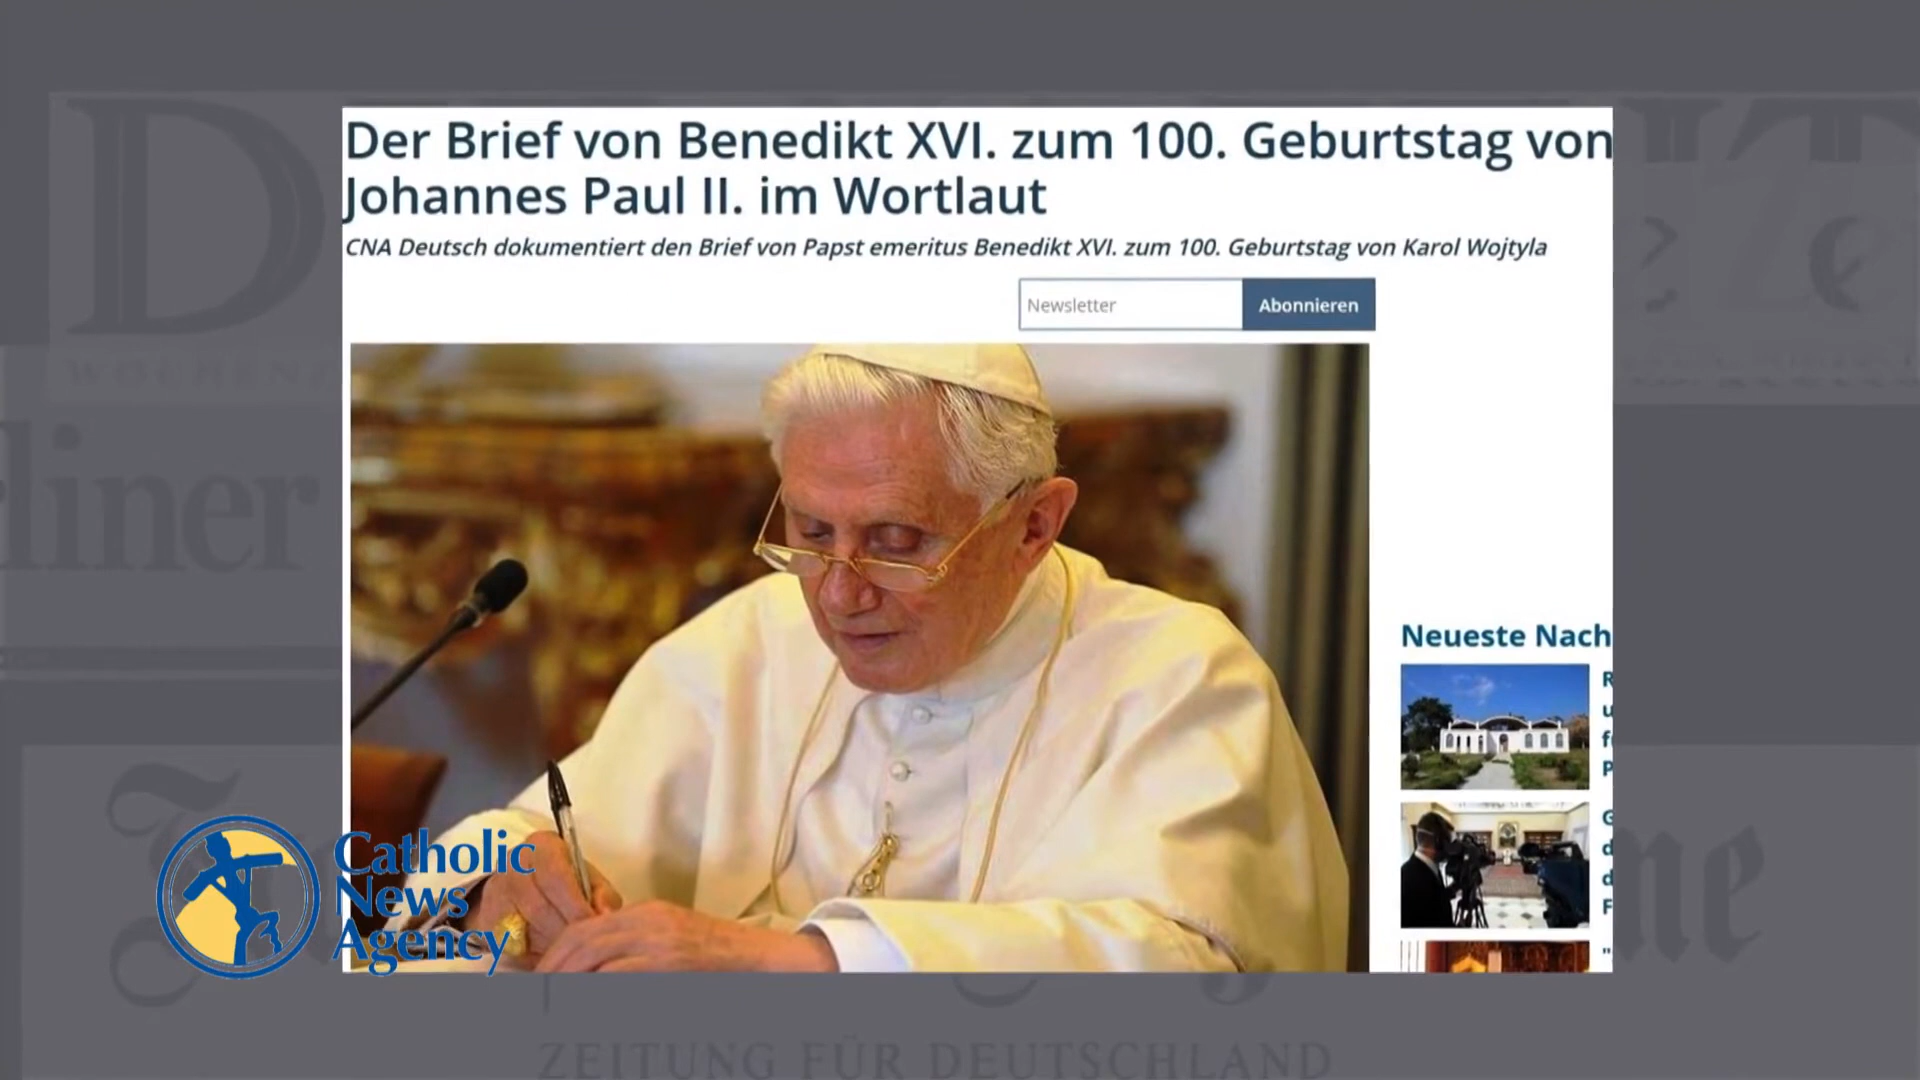 Der Brief von Benedikt XVI. zum 100. Geburtstag von
Johannes Paul II. im Wortlaut
CNA Deutsch dokumentiert den Brief von Papst emeritus Benedikt XVI. zum 100. Geburtstag von Karol Wojtyla
Newsletter
Abonnieren
Neueste Nach
Catholic
News
Agency
liner
ZEITUNG FÜR DEUTSCHLAND